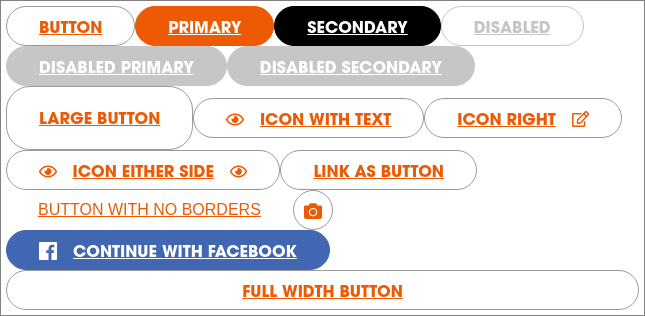 BUTTON PRIMARY SECONDARY DISABLED
DISABLED PRIMARY DISABLED SECONDARY
LARGE BUTTON ICON WITH TEXT ICON RIGHT
ICON EITHER SIDE LINK AS BUTTON
BUTTON WITH NO BORDERS
CONTINUE WITH FACEBOOK
FULL WIDTH BUTTON